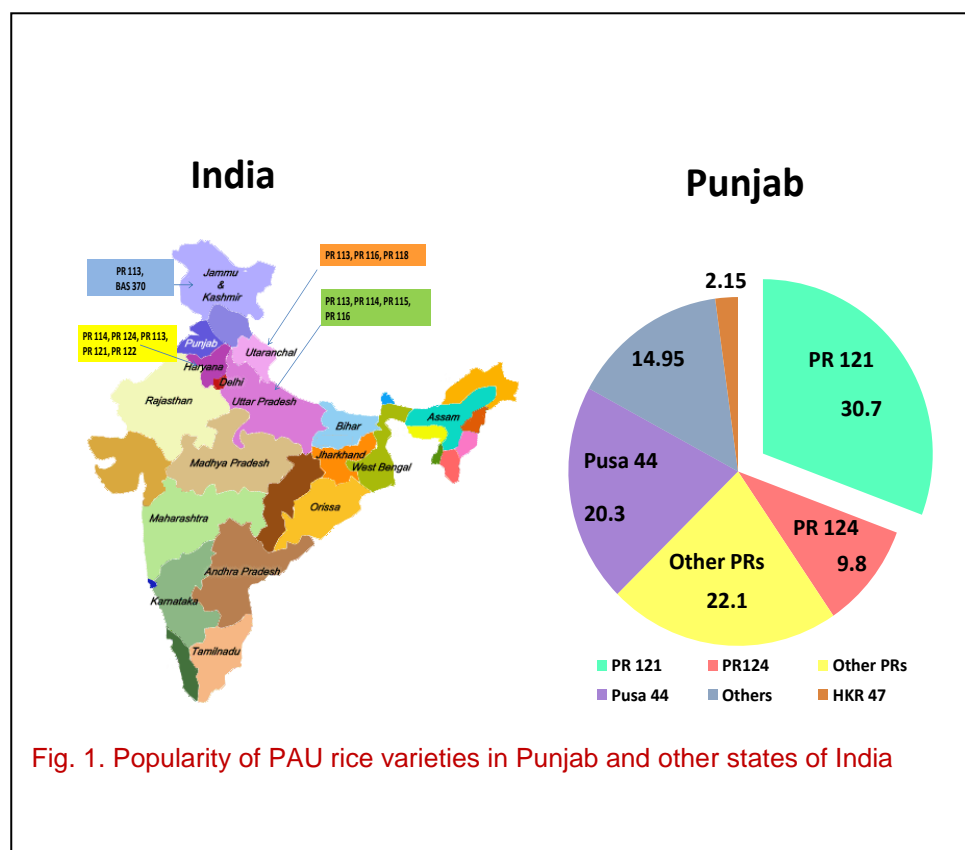 India
Punjab
PR 113,
BAS 370
PR 113, PR 116, PR 118
PR 113, PR 114, PR 115,
PR 116
PR 114, PR 124, PR 113,
PR 121, PR 122
Jammu
&
Kashmir
Punjab
Utaranchal
Haryana
Delhi
Rajasthan
Uttar Pradesh
Bihar
Assam
Jharkhand
West Bengal
Madhya Pradesh
Orissa
Maharashtra
Andhra Pradesh
Karnataka
Tamilnadu
2.15
14.95
PR 121
30.7
Pusa 44
20.3
PR 124
9.8
Other PRs
22.1
PR 121
PR124
Other PRs
Pusa 44
Others
HKR 47
Fig. 1. Popularity of PAU rice varieties in Punjab and other states of India